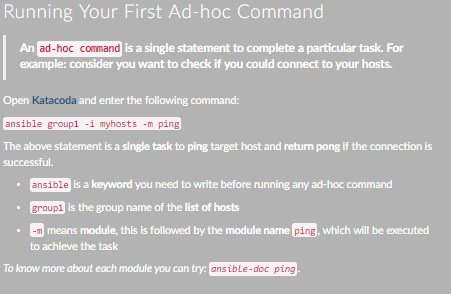 Running Your First Ad-hoc Command
An ad-hoc command is a single statement to complete a particular task. For
example: consider you want to check if you could connect to your hosts.
Open Katacoda and enter the following command:
ansible group1 -i myhosts -m ping
The above statement is a single task to ping target host and return pong if the connection is
successful.
• ansible is a keyword you need to write before running any ad-hoc command
• group1 is the group name of the list of hosts
• -m means module, this is followed by the module name ping, which will be executed
to achieve the task
To know more about each module you can try: ansible-doc ping.